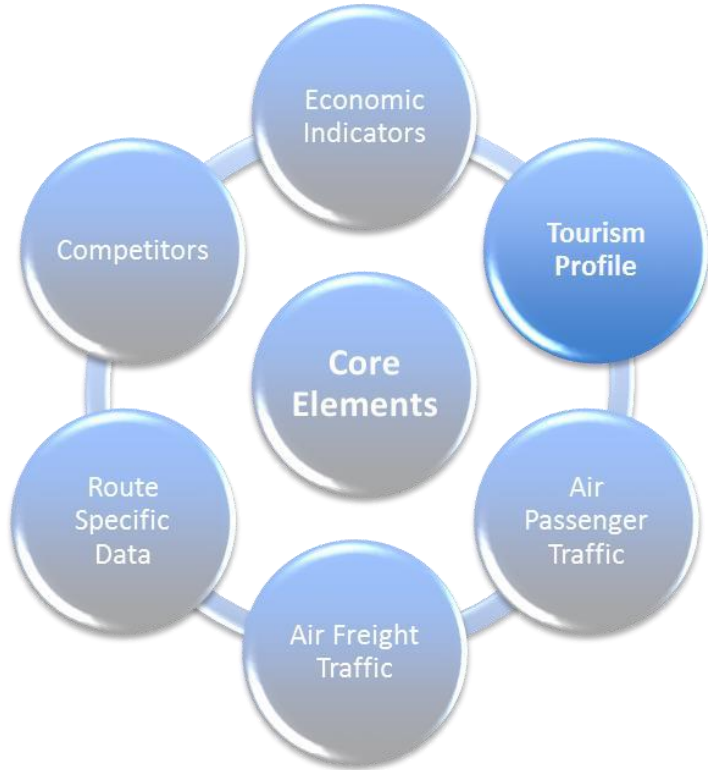 Economic
Indicators
Tourism
Profile
Air
Passenger
Traffic
Air Freight
Traffic
Route
Specific
Data
Competitors
Core
Elements